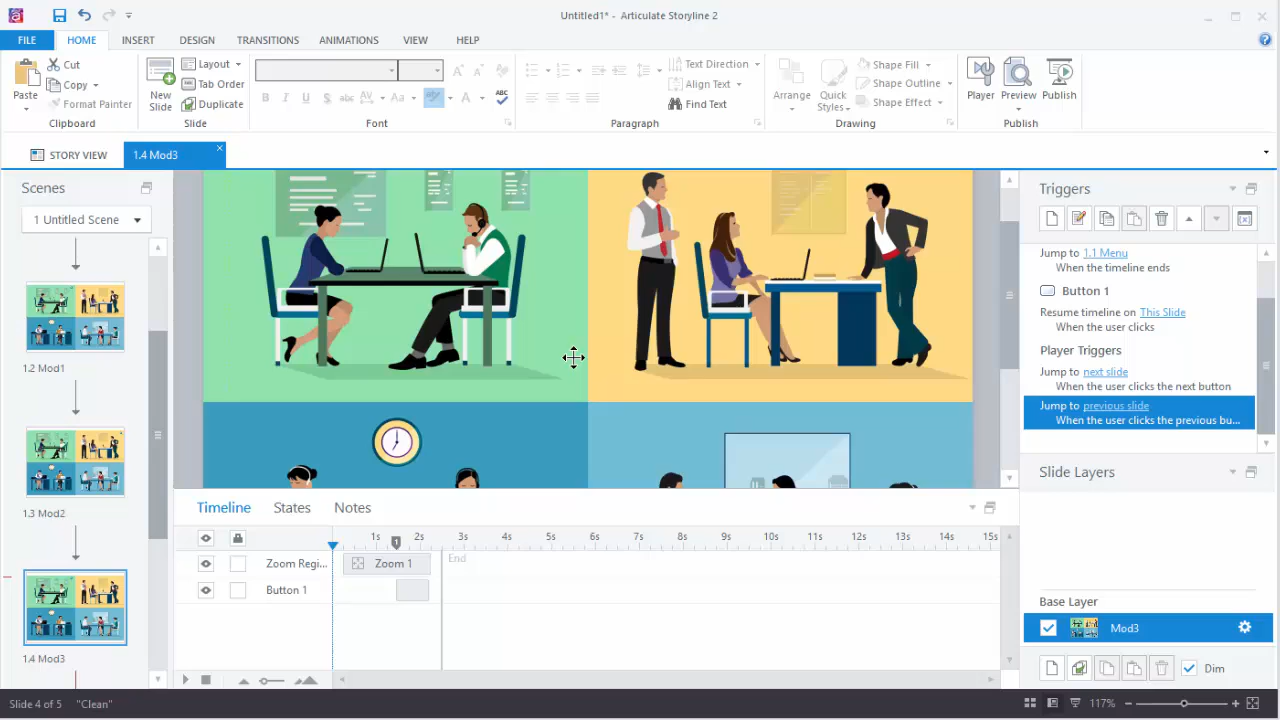 Untitled1* - Articulate Storyline 2
FILE HOME INSERT DESIGN TRANSITIONS ANIMATIONS VIEW HELP
Paste
Cut
Copy
Format Painter
Clipboard
New Slide
Layout
Tab Order
Duplicate
Slide
B I U S abc AV Aa A
ABC
Font
Text Direction
Align Text
Find Text
Paragraph
Arrange
Quick Styles
Shape Fill
Shape Outline
Shape Effect
Drawing
Player
Preview
Publish
Publish
STORY VIEW
1.4 Mod3
Scenes
1 Untitled Scene
1.2 Mod1
1.3 Mod2
1.4 Mod3
Triggers
Jump to 1.1 Menu
When the timeline ends
Button 1
Resume timeline on This Slide
When the user clicks
Player Triggers
Jump to next slide
When the user clicks the next button
Jump to previous slide
When the user clicks the previous bu...
Slide Layers
Base Layer
Mod3
Dim
Timeline States Notes
1s 1 2s 3s 4s 5s 6s 7s 8s 9s 10s 11s 12s 13s 14s 15s
Zoom Regi... Zoom 1 End
Button 1
Slide 4 of 5 "Clean" 117%